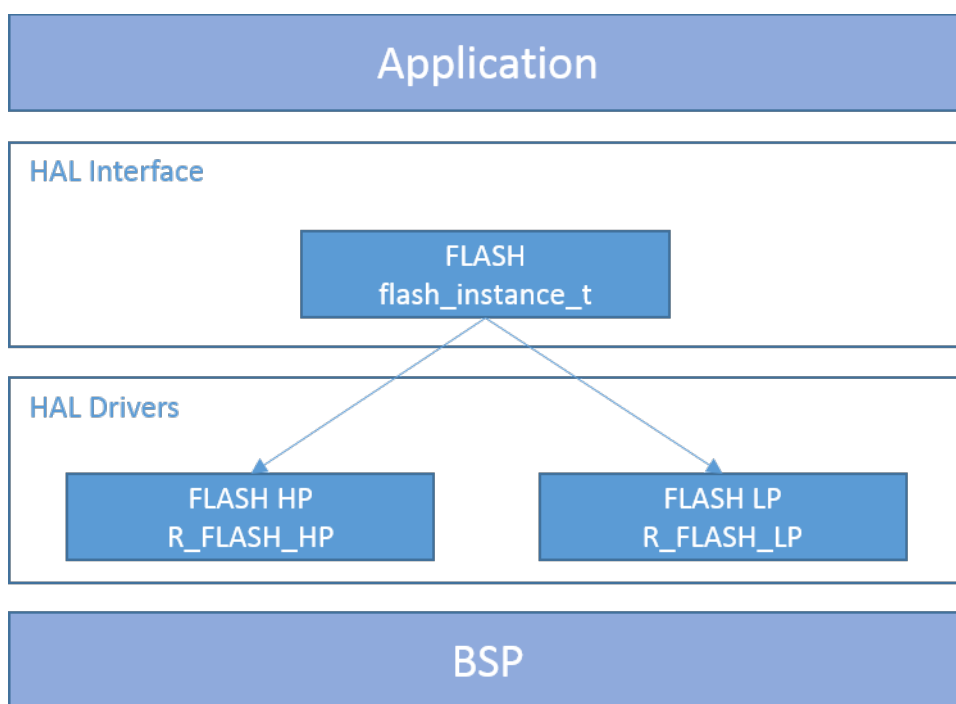 Application
HAL Interface
FLASH
flash_instance_t
HAL Drivers
FLASH HP
R_FLASH_HP
FLASH LP
R_FLASH_LP
BSP